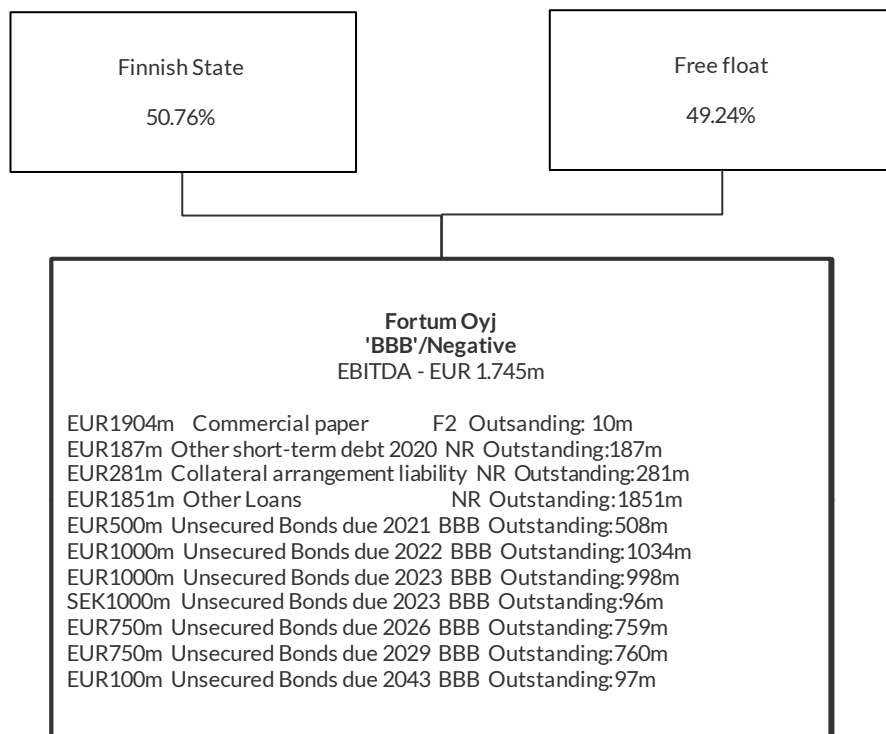 Finnish State
50.76%
Free float
49.24%
Fortum Oyj
'BBB'/Negative
EBITDA - EUR 1.745m
EUR1904m Commercial paper F2 Outsanding: 10m
EUR187m Other short-term debt 2020 NR Outstanding:187m
EUR281m Collateral arrangement liability NR Outstanding:281m
EUR1851m Other Loans NR Outstanding:1851m
EUR500m Unsecured Bonds due 2021 BBB Outstanding:508m
EUR1000m Unsecured Bonds due 2022 BBB Outstanding:1034m
EUR1000m Unsecured Bonds due 2023 BBB Outstanding:998m
SEK1000m Unsecured Bonds due 2023 BBB Outstanding:96m
EUR750m Unsecured Bonds due 2026 BBB Outstanding:759m
EUR750m Unsecured Bonds due 2029 BBB Outstanding:760m
EUR100m Unsecured Bonds due 2043 BBB Outstanding:97m